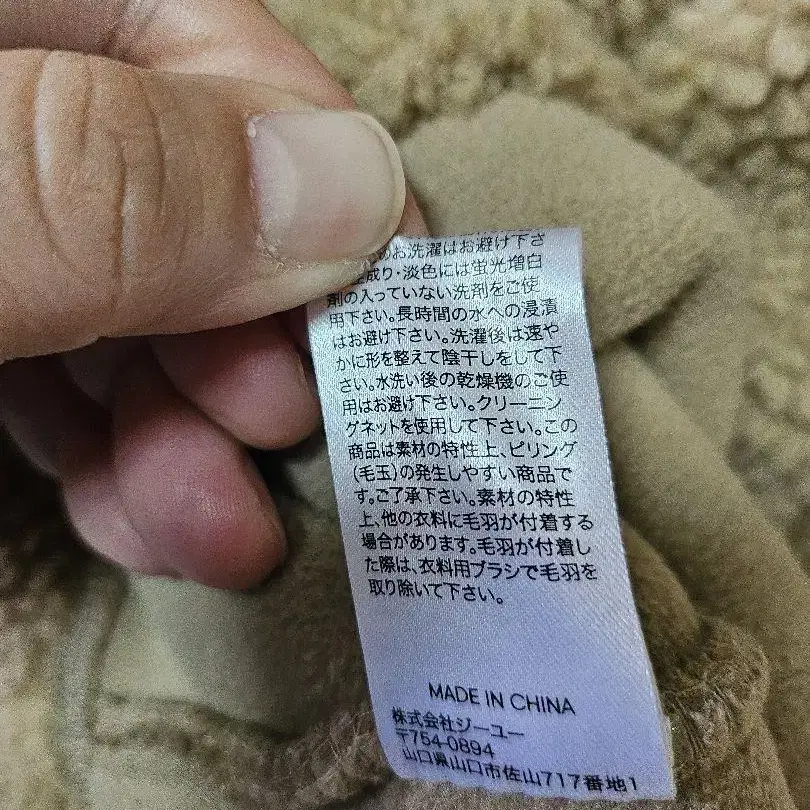 のお洗濯はお避け下さ
成り・淡色には蛍光増白
剤の入っていない洗剤をご使
用下さい。長時間の水への浸漬
はお避け下さい。洗濯後は速や
かに形を整えて陰干しをして下
さい。水洗い後の乾燥機のご使
用はお避け下さい。クリーニン
グネットを使用して下さい。この
商品は素材の特性上、ピリング
(毛玉)の発生しやすい商品で
す。ご了承下さい。素材の特性
上、他の衣料に毛羽が付着する
場合があります。毛羽が付着し
た際は、衣料用ブラシで毛羽を
取り除いて下さい。
MADE IN CHINA
株式会社ジーユー
〒754-0894
山口県山口市佐山717番地1